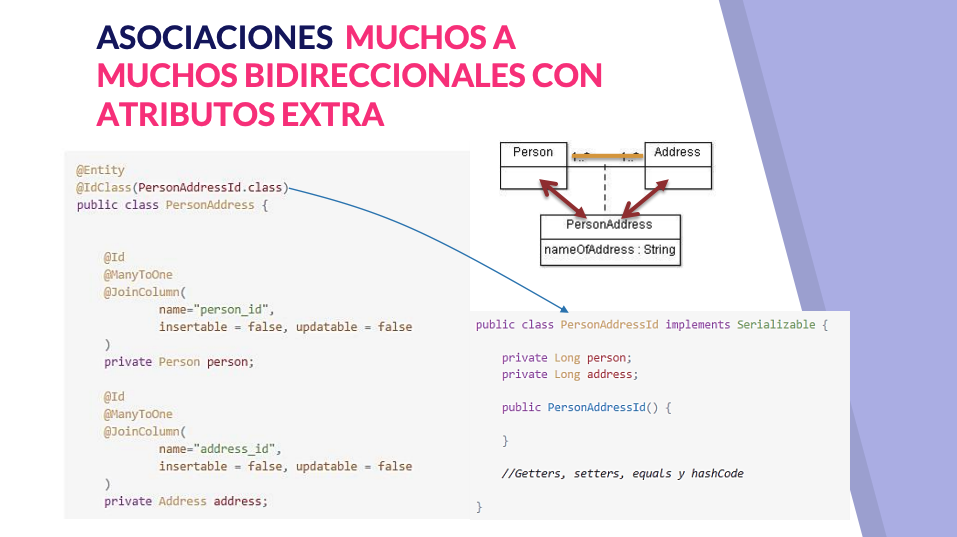 ASOCIACIONES MUCHOS A
MUCHOS BIDIRECCIONALES CON
ATRIBUTOS EXTRA
@Entity
@IdClass(PersonAddressId.class)
public class PersonAddress {
@Id
@ManyToOne
@JoinColumn(
name="person_id",
insertable = false, updatable = false
)
private Person person;
@Id
@ManyToOne
@JoinColumn(
name="address_id",
insertable = false, updatable = false
)
private Address address;
Person
Address
PersonAddress
nameOfAddress : String
public class PersonAddressId implements Serializable {
private Long person;
private Long address;
public PersonAddressId() {
}
//Getters, setters, equals y hashCode
}